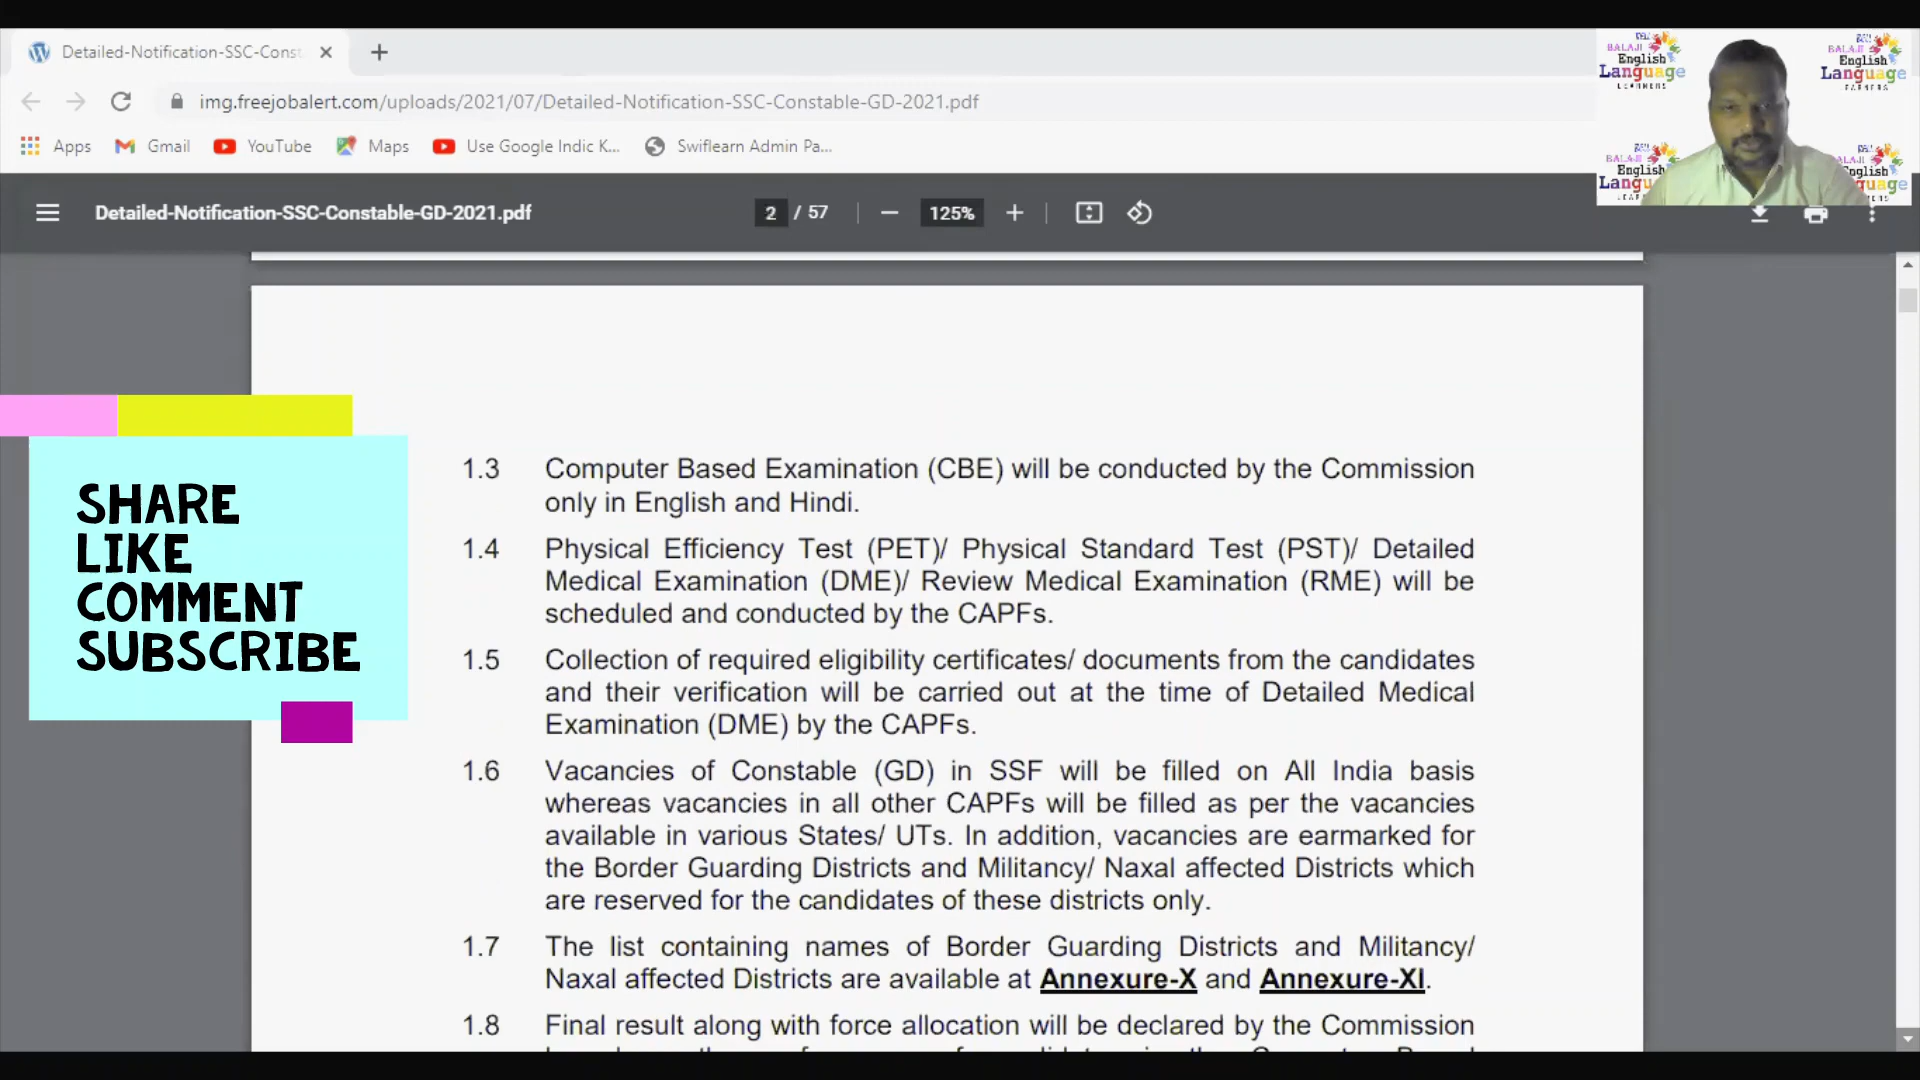 Detailed-Notification-SSC-Const
img.freejobalert.com/uploads/2021/07/Detailed-Notification-SSC-Constable-GD-2021.pdf
Apps Gmail YouTube Maps Use Google Indic K... Swiflearn Admin Pa...
BALAJI
English
Language
LEARNERS
BALAJI
English
Language
English
English
Detailed-Notification-SSC-Constable-GD-2021.pdf 2 / 57 125%
1.3 Computer Based Examination (CBE) will be conducted by the Commission
only in English and Hindi.
1.4 Physical Efficiency Test (PET)/ Physical Standard Test (PST)/ Detailed
Medical Examination (DME)/ Review Medical Examination (RME) will be
scheduled and conducted by the CAPFs.
1.5 Collection of required eligibility certificates/ documents from the candidates
and their verification will be carried out at the time of Detailed Medical
Examination (DME) by the CAPFs.
1.6 Vacancies of Constable (GD) in SSF will be filled on All India basis
whereas vacancies in all other CAPFs will be filled as per the vacancies
available in various States/ UTs. In addition, vacancies are earmarked for
the Border Guarding Districts and Militancy/ Naxal affected Districts which
are reserved for the candidates of these districts only.
1.7 The list containing names of Border Guarding Districts and Militancy/
Naxal affected Districts are available at Annexure-X and Annexure-XI.
1.8 Final result along with force allocation will be declared by the Commission
SHARE
LIKE
COMMENT
SUBSCRIBE